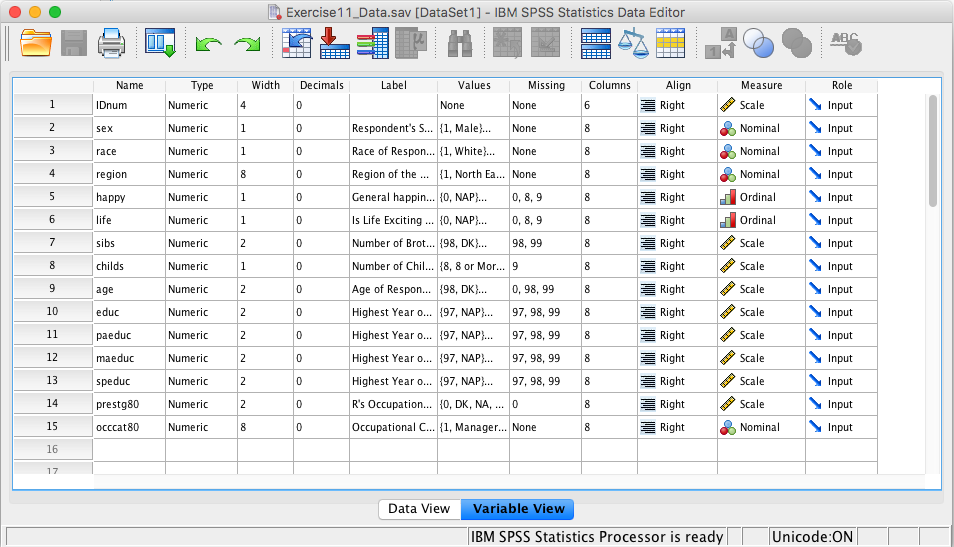 Exercise11_Data.sav [DataSet1] - IBM SPSS Statistics Data Editor
1 A
4
ABC
Name Type Width Decimals Label Values Missing Columns Align Measure Role
1 IDnum Numeric 4 0 None None 6 Right Scale Input
2 sex Numeric 1 0 Respondent's S... {1, Male}... None 8 Right Nominal Input
3 race Numeric 1 0 Race of Respon... {1, White}... None 8 Right Nominal Input
4 region Numeric 8 0 Region of the ... {1, North Ea... None 8 Right Nominal Input
5 happy Numeric 1 0 General happin... {0, NAP}... 0, 8, 9 8 Right Ordinal Input
6 life Numeric 1 0 Is Life Exciting ... {0, NAP}... 0, 8, 9 8 Right Ordinal Input
7 sibs Numeric 2 0 Number of Brot... {98, DK}... 98, 99 8 Right Scale Input
8 childs Numeric 1 0 Number of Chil... {8, 8 or Mor... 9 8 Right Scale Input
9 age Numeric 2 0 Age of Respon... {98, DK}... 0, 98, 99 8 Right Scale Input
10 educ Numeric 2 0 Highest Year o... {97, NAP}... 97, 98, 99 8 Right Scale Input
11 paeduc Numeric 2 0 Highest Year o... {97, NAP}... 97, 98, 99 8 Right Scale Input
12 maeduc Numeric 2 0 Highest Year o... {97, NAP}... 97, 98, 99 8 Right Scale Input
13 speduc Numeric 2 0 Highest Year o... {97, NAP}... 97, 98, 99 8 Right Scale Input
14 prestg80 Numeric 2 0 R's Occupation... {0, DK, NA, ... 0 8 Right Scale Input
15 occcat80 Numeric 8 0 Occupational C... {1, Manager... None 8 Right Nominal Input
16
17
Data View Variable View
IBM SPSS Statistics Processor is ready Unicode:ON